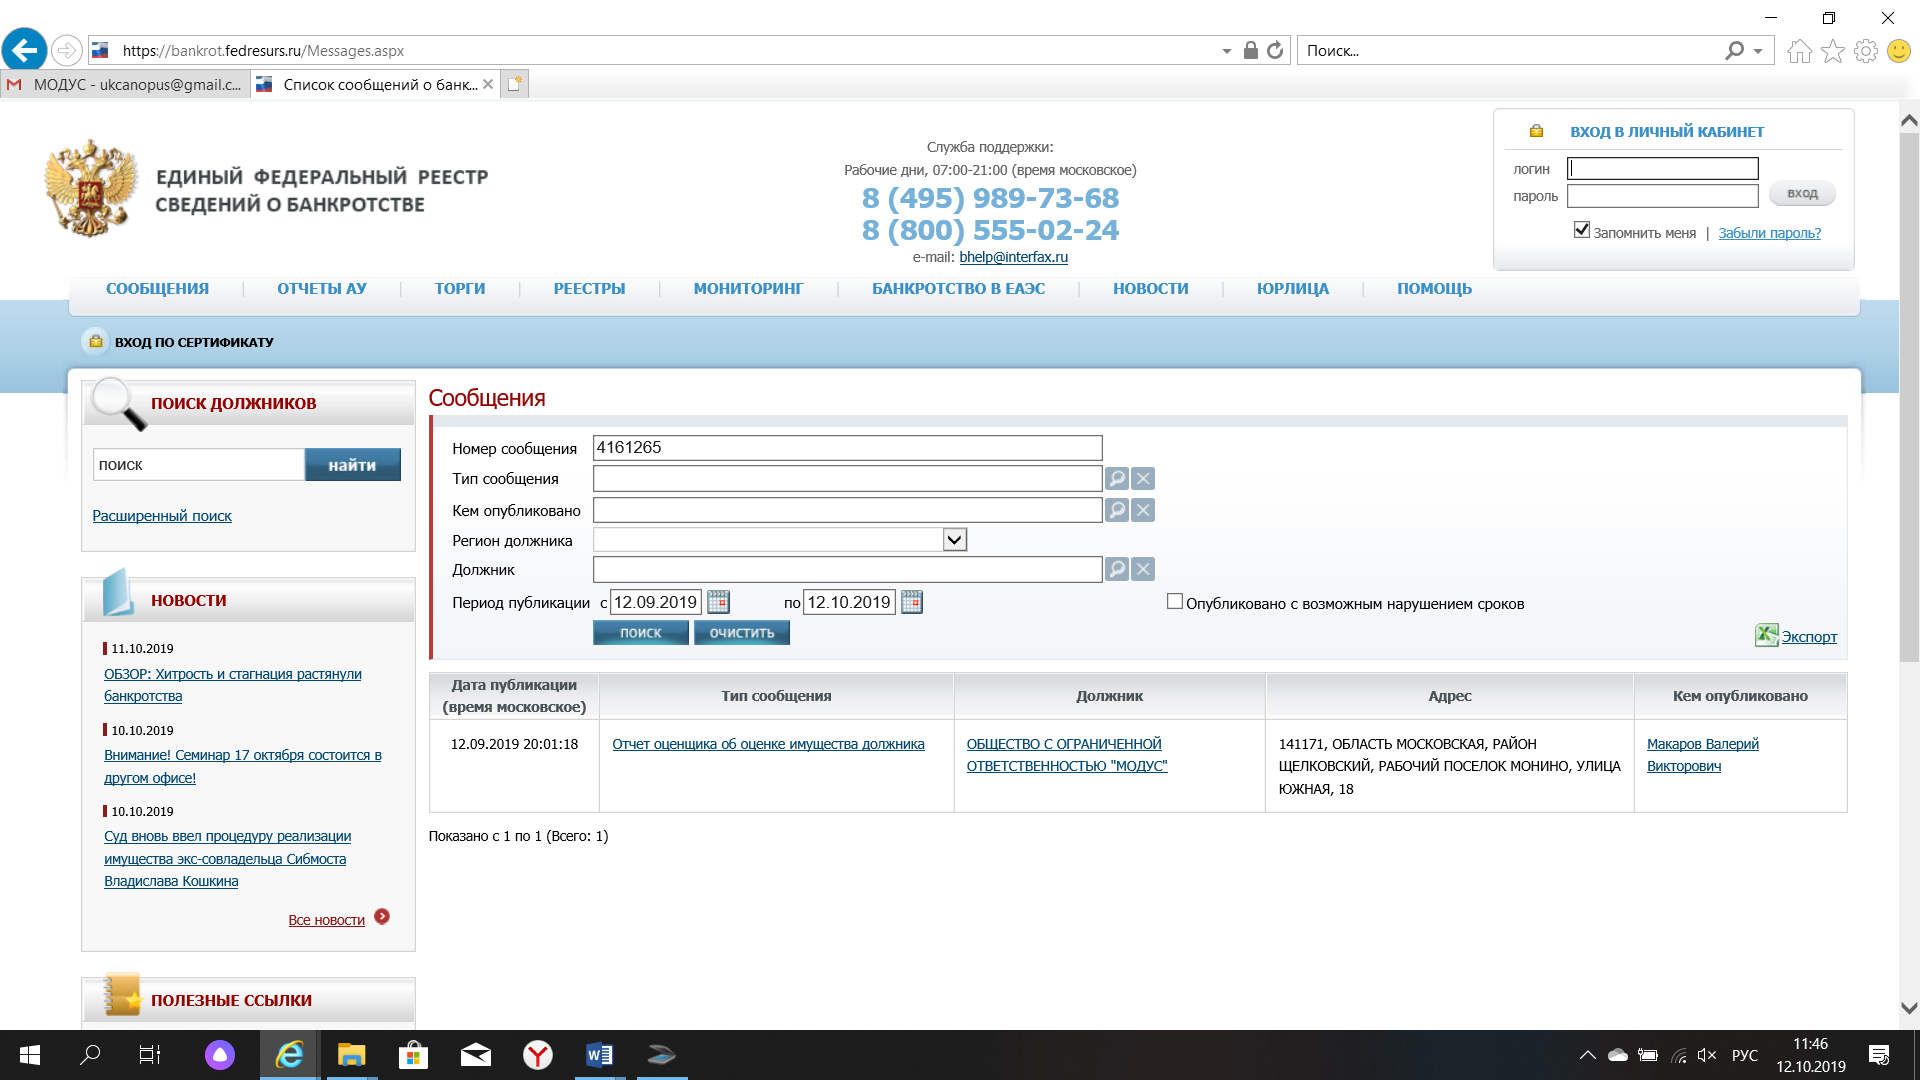 https://bankrot.fedresurs.ru/Messages.aspx
Поиск...
МОДУС - ukcanopus@gmail.c...
Список сообщений о банк...
ЕДИНЫЙ ФЕДЕРАЛЬНЫЙ РЕЕСТР
СВЕДЕНИЙ О БАНКРОТСТВЕ
Служба поддержки:
Рабочие дни, 07:00-21:00 (время московское)
8 (495) 989-73-68
8 (800) 555-02-24
e-mail: bhelp@interfax.ru
ВХОД В ЛИЧНЫЙ КАБИНЕТ
логин
пароль
вход
Запомнить меня | Забыли пароль?
СООБЩЕНИЯ
ОТЧЕТЫ АУ
ТОРГИ
РЕЕСТРЫ
МОНИТОРИНГ
БАНКРОТСТВО В ЕАЭС
НОВОСТИ
ЮРЛИЦА
ПОМОЩЬ
ВХОД ПО СЕРТИФИКАТУ
ПОИСК ДОЛЖНИКОВ
поиск
найти
Расширенный поиск
НОВОСТИ
11.10.2019
ОБЗОР: Хитрость и стагнация растянули
банкротства
10.10.2019
Внимание! Семинар 17 октября состоится в
другом офисе!
10.10.2019
Суд вновь ввел процедуру реализации
имущества экс-совладельца Сибмоста
Владислава Кошкина
Все новости
ПОЛЕЗНЫЕ ССЫЛКИ
Сообщения
Номер сообщения 4161265
Тип сообщения
Кем опубликовано
Регион должника
Должник
Период публикации с 12.09.2019 по 12.10.2019
Опубликовано с возможным нарушением сроков
поиск
очистить
Экспорт
Дата публикации
(время московское)
Тип сообщения
Должник
Адрес
Кем опубликовано
12.09.2019 20:01:18
Отчет оценщика об оценке имущества должника
ОБЩЕСТВО С ОГРАНИЧЕННОЙ
ОТВЕТСТВЕННОСТЬЮ "МОДУС"
141171, ОБЛАСТЬ МОСКОВСКАЯ, РАЙОН
ЩЕЛКОВСКИЙ, РАБОЧИЙ ПОСЕЛОК МОНИНО, УЛИЦА
ЮЖНАЯ, 18
Макаров Валерий
Викторович
Показано с 1 по 1 (Всего: 1)
РУС
11:46
12.10.2019